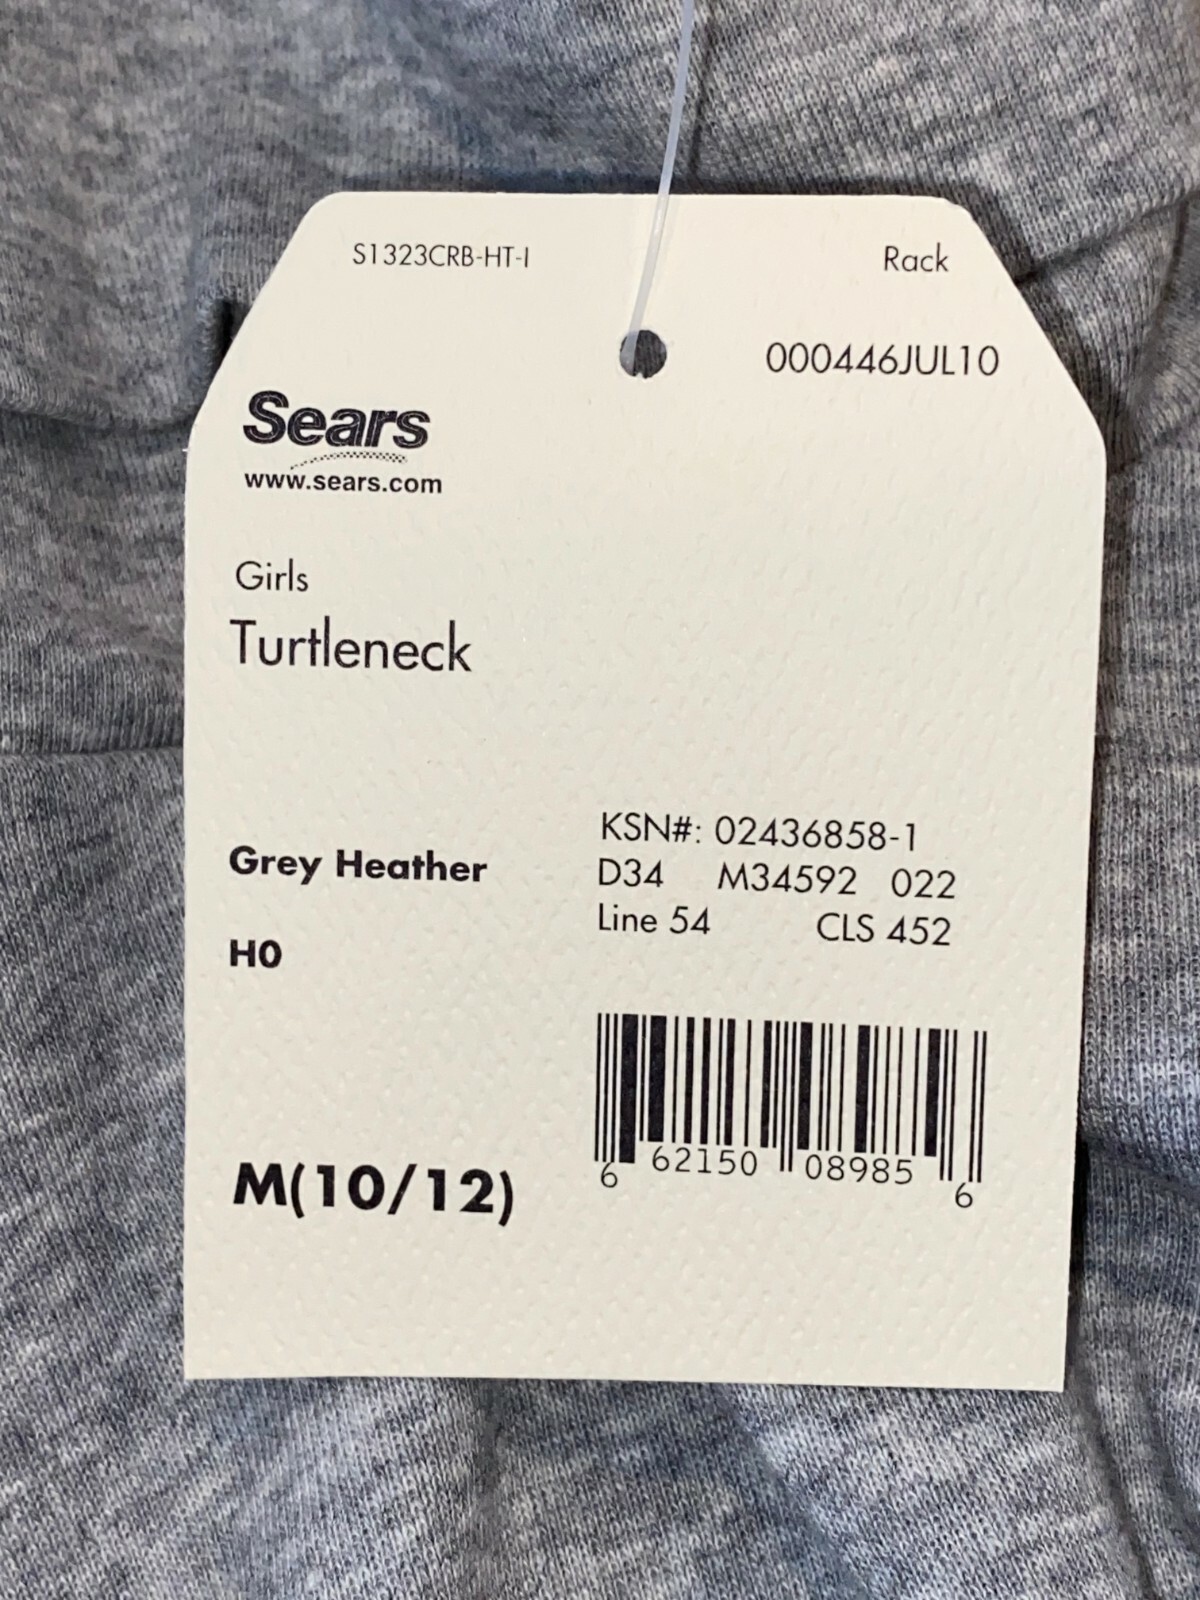 S1323CRB-HT-I Rack
000446JUL10
Sears
www.sears.com
Girls
Turtleneck
KSN#: 02436858-1
Grey Heather D34 M34592 022
Line 54 CLS 452
H0
6 62150 08985 6
M(10/12)